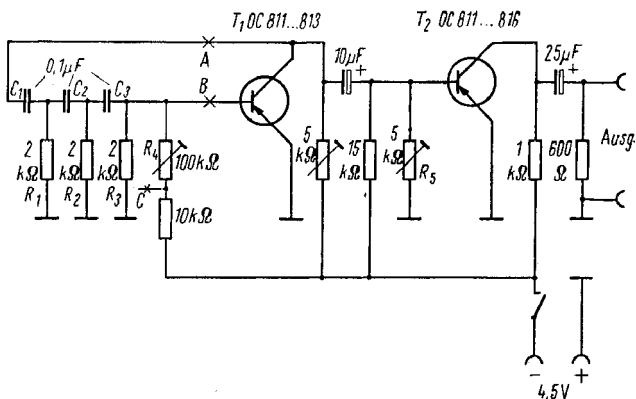 T₁ OC 811...813
T₂ OC 811...816
A
10µF
+
25µF
+
0,1µF
C₁
C₂
C₃
B
2 kΩ
R₁
2 kΩ
R₂
2 kΩ
R₃
R₄
100kΩ
C
10kΩ
5 kΩ
15 kΩ
5 kΩ
R₅
1 kΩ
600 Ω
Ausg.
−
+
4,5V